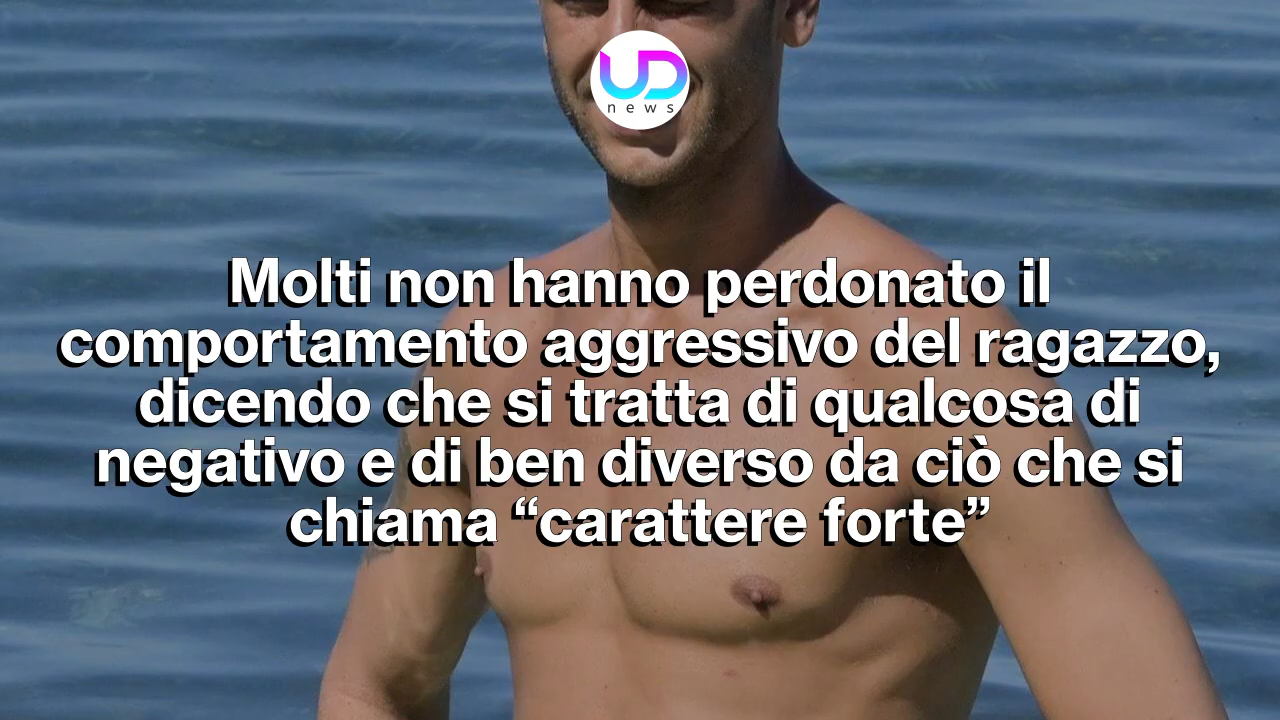 UD
news
Molti non hanno perdonato il
comportamento aggressivo del ragazzo,
dicendo che si tratta di qualcosa di
negativo e di ben diverso da ciò che si
chiama “carattere forte”